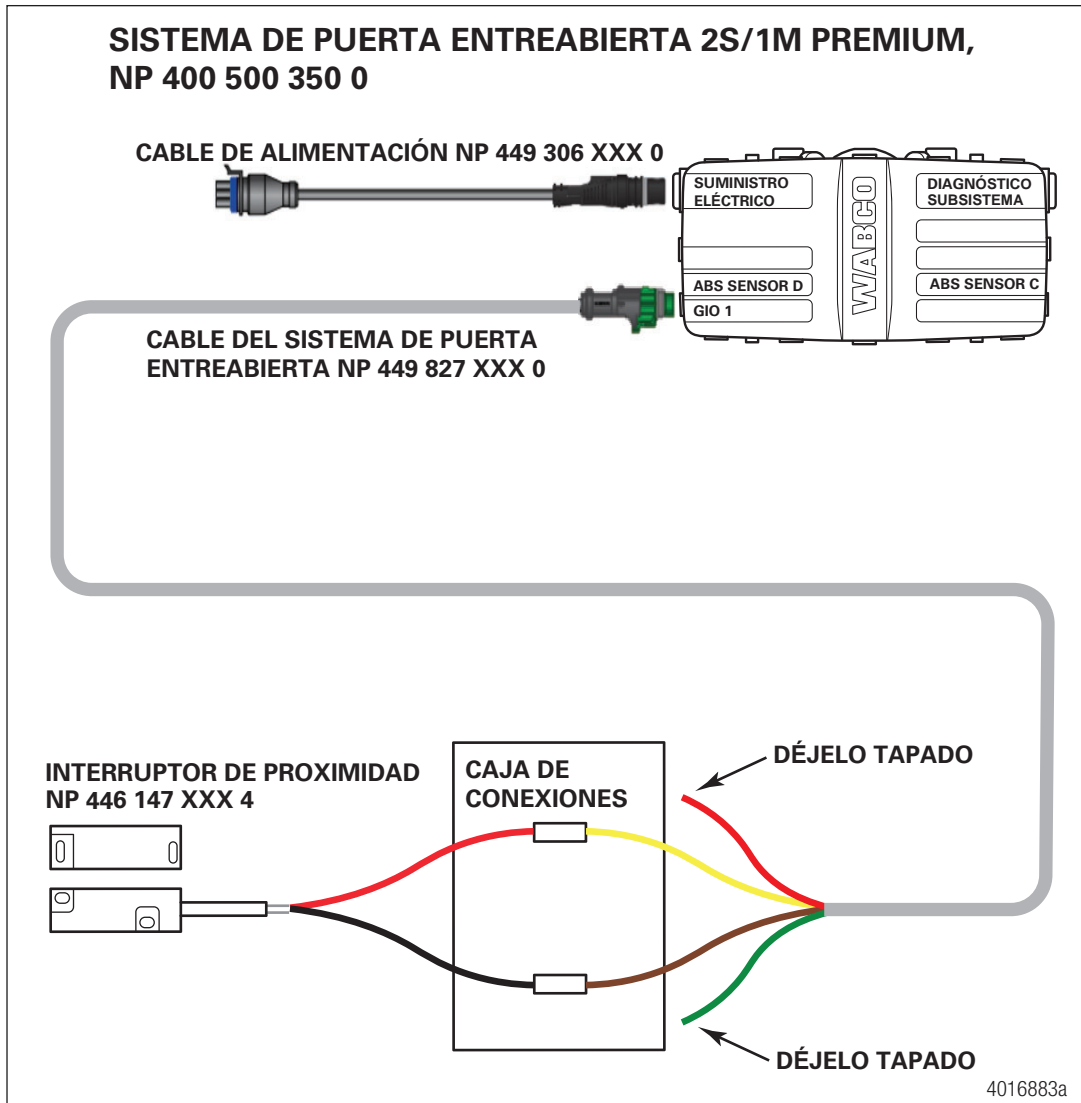 SISTEMA DE PUERTA ENTREABIERTA 2S/1M PREMIUM,
NP 400 500 350 0
CABLE DE ALIMENTACIÓN NP 449 306 XXX 0
SUMINISTRO
ELÉCTRICO
DIAGNÓSTICO
SUBSISTEMA
WABCO
ABS SENSOR D
ABS SENSOR C
GIO 1
CABLE DEL SISTEMA DE PUERTA
ENTREABIERTA NP 449 827 XXX 0
INTERRUPTOR DE PROXIMIDAD
NP 446 147 XXX 4
CAJA DE
CONEXIONES
DÉJELO TAPADO
DÉJELO TAPADO
4016883a